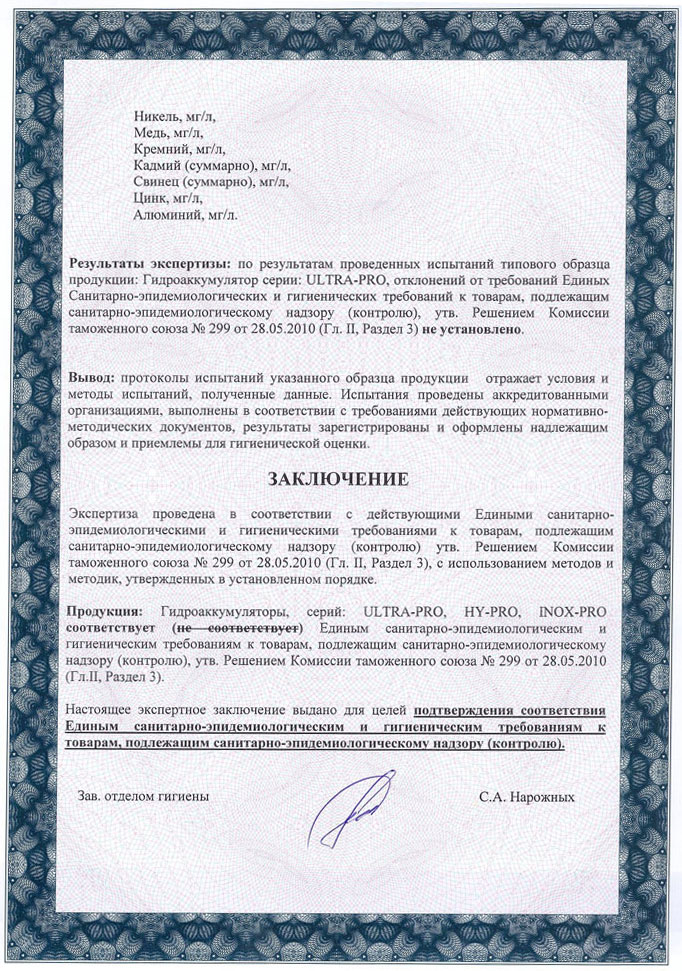 Никель, мг/л,
Медь, мг/л,
Кремний, мг/л,
Кадмий (суммарно), мг/л,
Свинец (суммарно), мг/л,
Цинк, мг/л,
Алюминий, мг/л.
Результаты экспертизы: по результатам проведенных испытаний типового образца
продукции: Гидроаккумулятор серии: ULTRA-PRO, отклонений от требований Единых
Санитарно-эпидемиологических и гигиенических требований к товарам, подлежащим
санитарно-эпидемиологическому надзору (контролю), утв. Решением Комиссии
таможенного союза № 299 от 28.05.2010 (Гл. II, Раздел 3) не установлено.
Вывод: протоколы испытаний указанного образца продукции отражает условия и
методы испытаний, полученные данные. Испытания проведены аккредитованными
организациями, выполнены в соответствии с требованиями действующих нормативно-
методических документов, результаты зарегистрированы и оформлены надлежащим
образом и приемлемы для гигиенической оценки.
ЗАКЛЮЧЕНИЕ
Экспертиза проведена в соответствии с действующими Едиными санитарно-
эпидемиологическими и гигиеническими требованиями к товарам, подлежащим
санитарно-эпидемиологическому надзору (контролю) утв. Решением Комиссии
таможенного союза № 299 от 28.05.2010 (Гл. II, Раздел 3), с использованием методов и
методик, утвержденных в установленном порядке.
Продукция: Гидроаккумуляторы, серий: ULTRA-PRO, HY-PRO, INOX-PRO
соответствует (не соответствует) Единым санитарно-эпидемиологическим и
гигиеническим требованиям к товарам, подлежащим санитарно-эпидемиологическому
надзору (контролю), утв. Решением Комиссии таможенного союза № 299 от 28.05.2010
(Гл.II, Раздел 3).
Настоящее экспертное заключение выдано для целей подтверждения соответствия
Единым санитарно-эпидемиологическим и гигиеническим требованиям к
товарам, подлежащим санитарно-эпидемиологическому надзору (контролю).
Зав. отделом гигиены
С.А. Нарожных